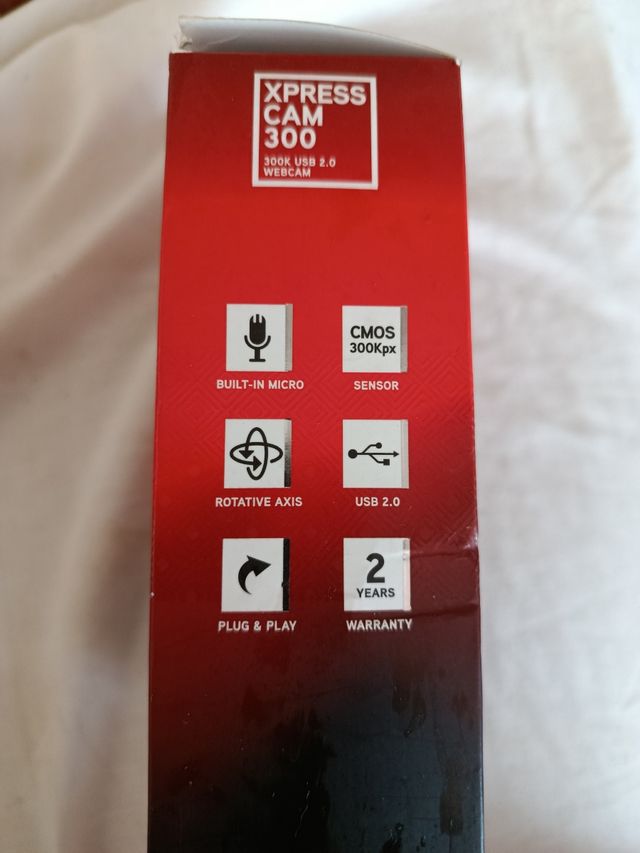 XPRESS
CAM
300
300K USB 2.0
WEBCAM
CMOS
300Kpx
BUILT-IN MICRO
SENSOR
ROTATIVE AXIS
USB 2.0
2
YEARS
PLUG & PLAY
WARRANTY